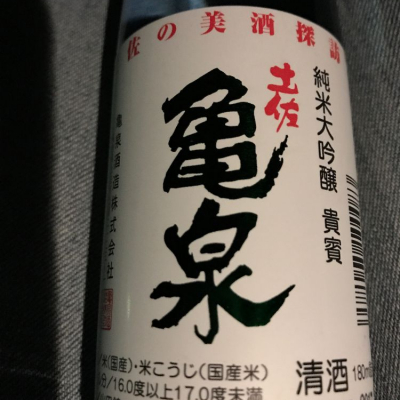 佐の美酒探訪
土佐
純米大吟醸 貴賓
亀泉
亀泉酒造株式会社
米(国産)・米こうじ(国産米)
分/16.0度以上17.0度未満
清酒
180m